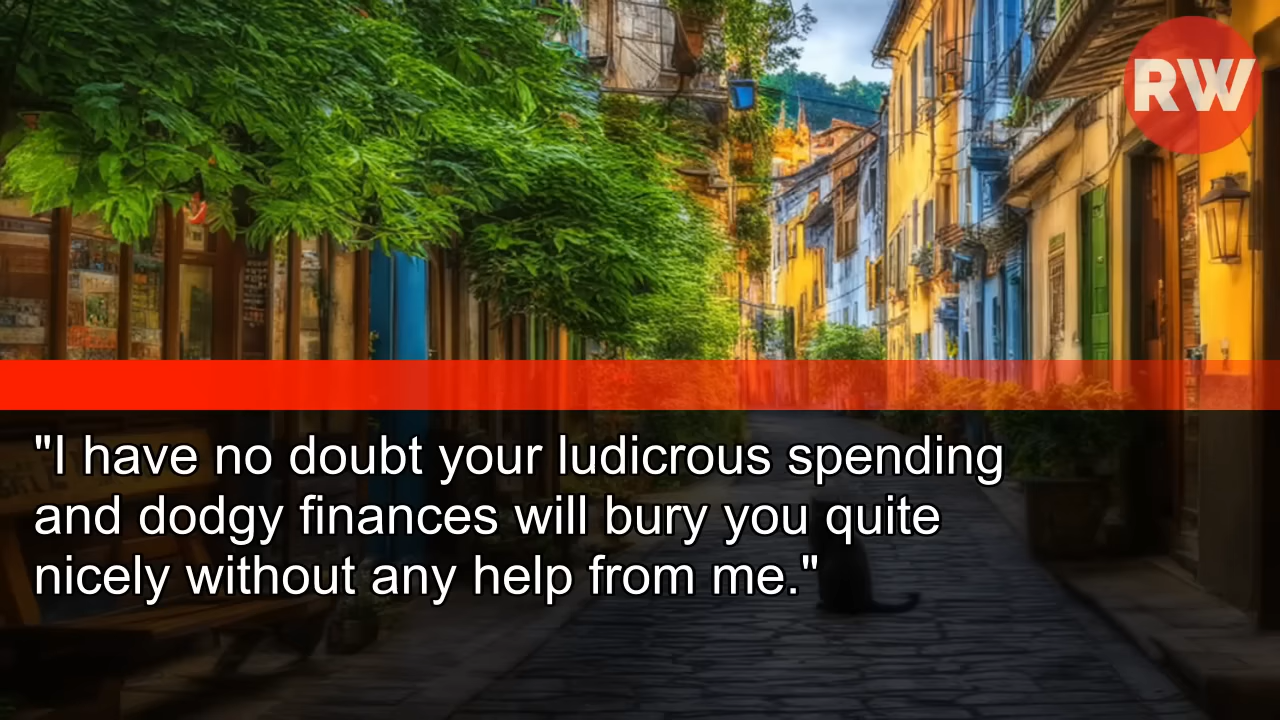 RW
"I have no doubt your ludicrous spending
and dodgy finances will bury you quite
nicely without any help from me."